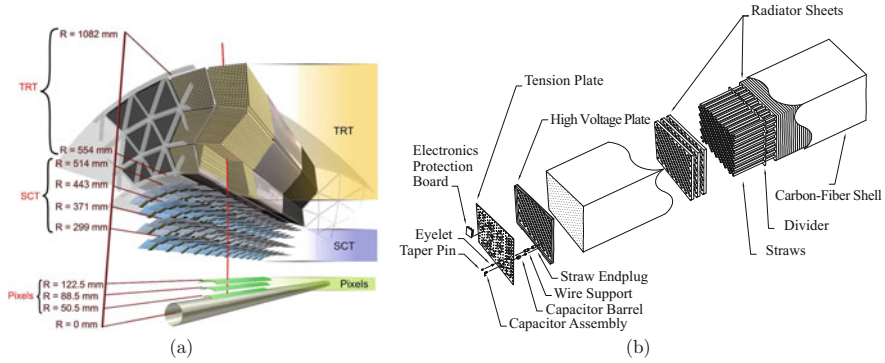 R = 1082 mm
TRT
R = 554 mm
R = 514 mm
R = 443 mm
SCT
R = 371 mm
R = 299 mm
R = 122.5 mm
Pixels
R = 88.5 mm
R = 50.5 mm
R = 0 mm
TRT
SCT
Pixels
(a)
Radiator Sheets
Tension Plate
High Voltage Plate
Electronics
Protection
Board
Carbon-Fiber Shell
Divider
Straws
Eyelet
Taper Pin
Straw Endplug
Wire Support
Capacitor Barrel
Capacitor Assembly
(b)